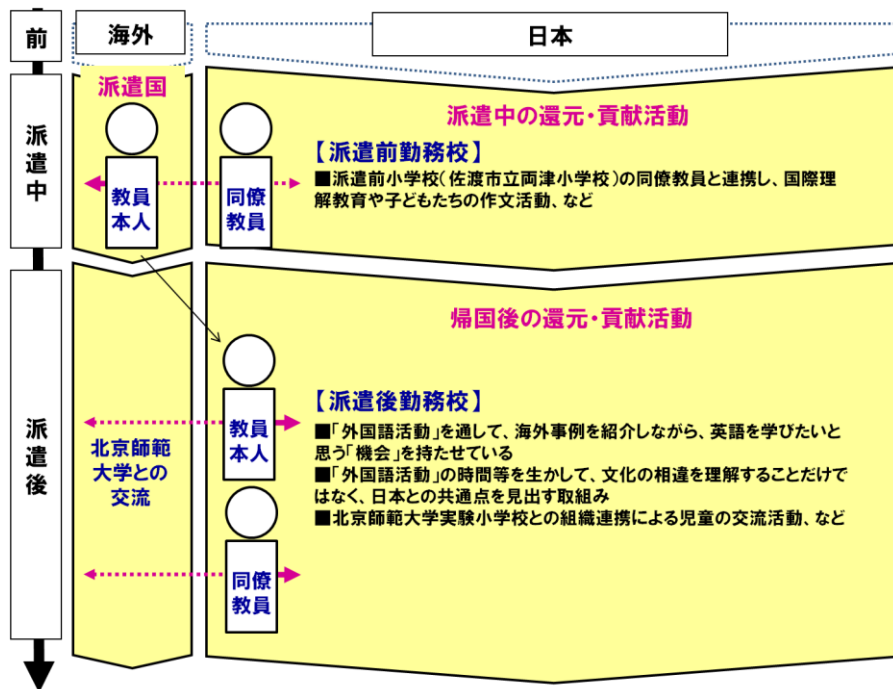 前
海外
日本
派遣中
派遣国
教員
本人
同僚
教員
派遣中の還元・貢献活動
【派遣前勤務校】
■派遣前小学校(佐渡市立両津小学校)の同僚教員と連携し、国際理
解教育や子どもたちの作文活動、など
派遣後
北京師範
大学との
交流
教員
本人
同僚
教員
帰国後の還元・貢献活動
【派遣後勤務校】
■「外国語活動」を通して、海外事例を紹介しながら、英語を学びたいと
思う「機会」を持たせている
■「外国語活動」の時間等を生かして、文化の相違を理解することだけで
はなく、日本との共通点を見出す取組み
■北京師範大学実験小学校との組織連携による児童の交流活動、など